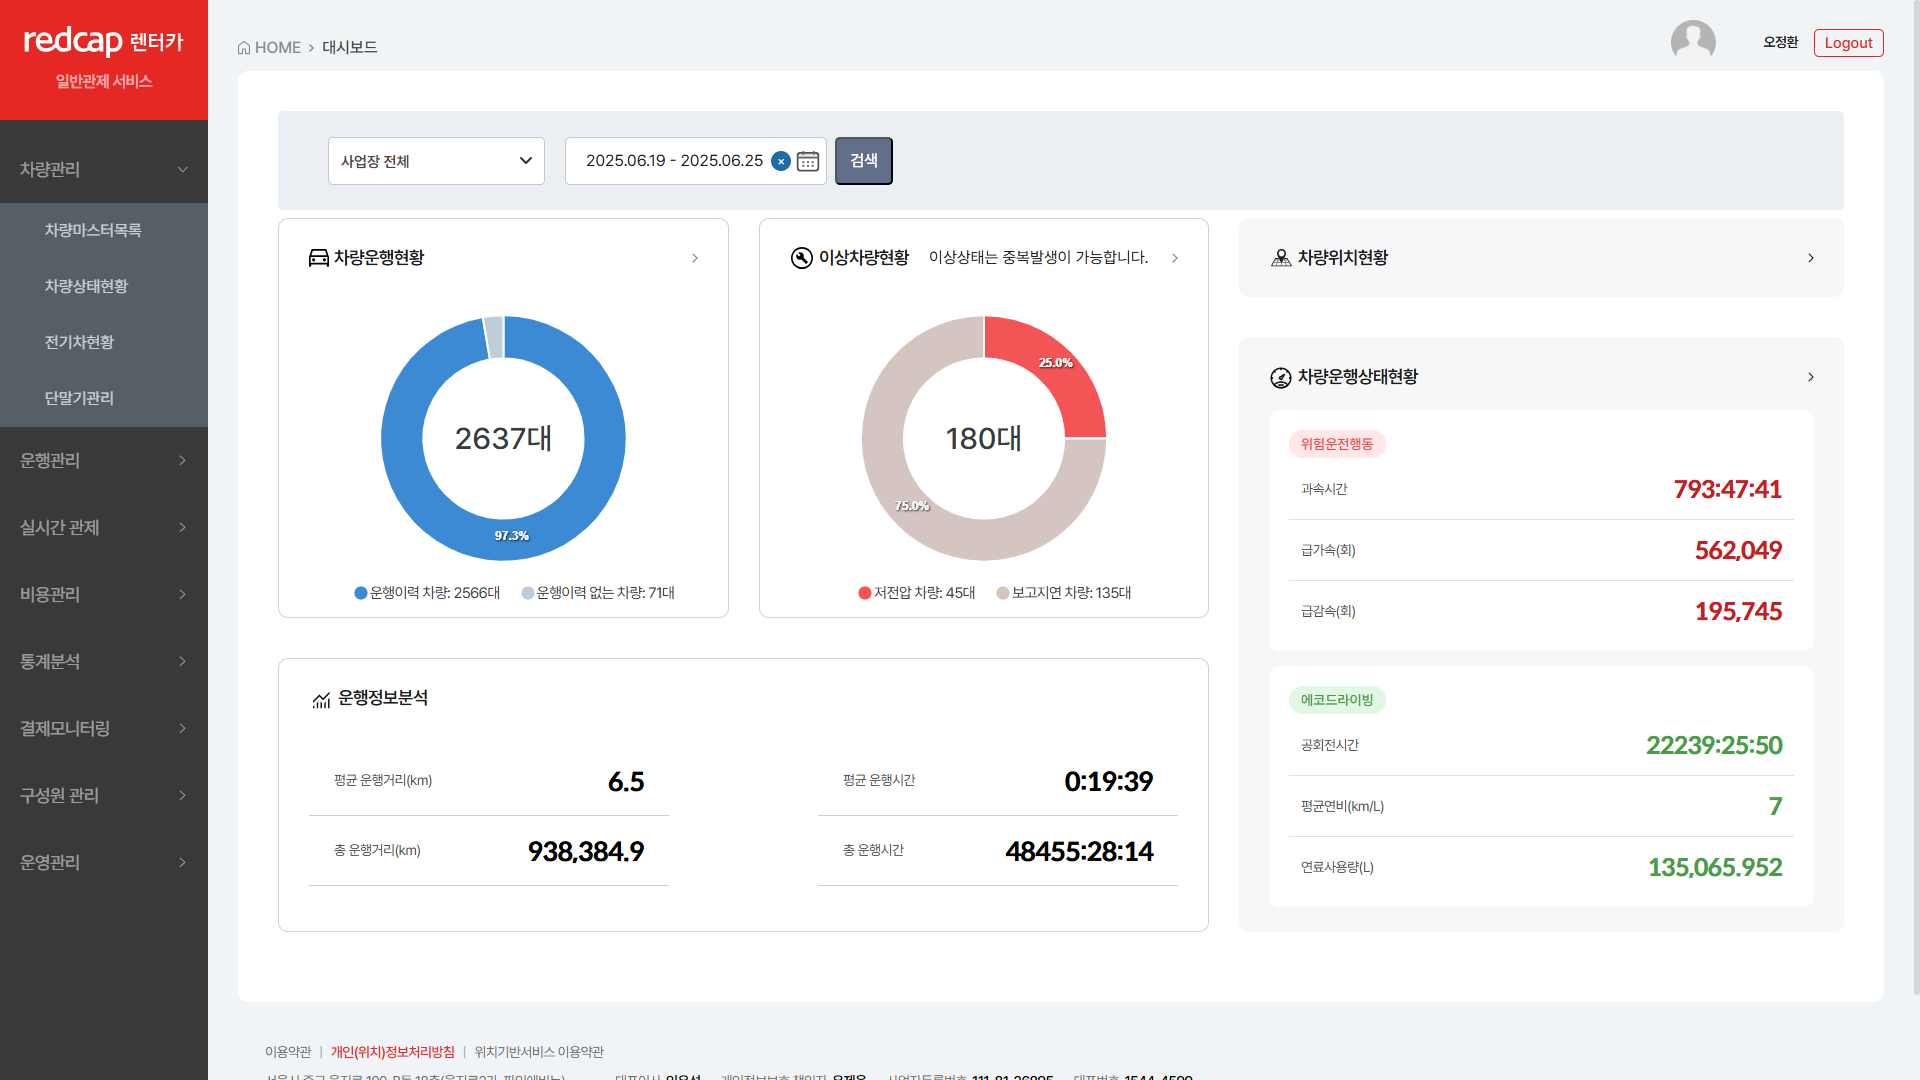 redcap 렌터카
일반관제 서비스
차량관리
차량마스터목록
차량상태현황
전기차현황
단말기관리
운행관리
실시간 관제
비용관리
통계분석
결제모니터링
구성원 관리
운영관리
HOME > 대시보드
오정환
Logout
사업장 전체
2025.06.19 - 2025.06.25
검색
차량운행현황
2637대
97.3%
운행이력 차량: 2566대
운행이력 없는 차량: 71대
이상차량현황
이상상태는 중복발생이 가능합니다.
25.0%
180대
75.0%
저전압 차량: 45대
보고지연 차량: 135대
운행정보분석
평균 운행거리(km)
6.5
평균 운행시간
0:19:39
총 운행거리(km)
938,384.9
총 운행시간
48455:28:14
차량위치현황
차량운행상태현황
위험운전행동
과속시간
793:47:41
급가속(회)
562,049
급감속(회)
195,745
에코드라이빙
공회전시간
22239:25:50
평균연비(km/L)
7
연료사용량(L)
135,065.952
이용약관 | 개인(위치)정보처리방침 | 위치기반서비스 이용약관